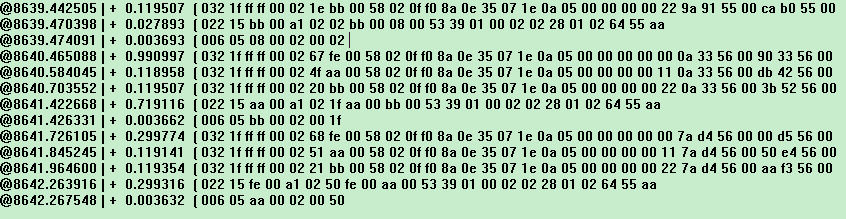 @8639.442505 | + 0.119507 ( 032 1f ff ff 00 02 1e bb 00 58 02 0f f0 8a 0e 35 07 1e 0a 05 00 00 00 00 00 22 9a 91 55 00 ca b0 55 00
@8639.470398 | + 0.027893 ( 022 15 bb 00 a1 02 02 bb 00 08 00 53 39 01 00 02 02 28 01 02 64 55 aa
@8639.474091 | + 0.003693 ( 006 05 08 00 02 00 02
@8640.465088 | + 0.990997 ( 032 1f ff ff 00 02 67 fe 00 58 02 0f f0 8a 0e 35 07 1e 0a 05 00 00 00 00 00 00 0a 33 56 00 90 33 56 00
@8640.584045 | + 0.118958 ( 032 1f ff ff 00 02 4f aa 00 58 02 0f f0 8a 0e 35 07 1e 0a 05 00 00 00 00 00 11 0a 33 56 00 db 42 56 00
@8640.703552 | + 0.119507 ( 032 1f ff ff 00 02 20 bb 00 58 02 0f f0 8a 0e 35 07 1e 0a 05 00 00 00 00 00 22 0a 33 56 00 3b 52 56 00
@8641.422668 | + 0.719116 ( 022 15 aa 00 a1 02 1f aa 00 bb 00 53 39 01 00 02 02 28 01 02 64 55 aa
@8641.426331 | + 0.003662 ( 006 05 bb 00 02 00 1f
@8641.726105 | + 0.299774 ( 032 1f ff ff 00 02 68 fe 00 58 02 0f f0 8a 0e 35 07 1e 0a 05 00 00 00 00 00 00 7a d4 56 00 00 d5 56 00
@8641.845245 | + 0.119141 ( 032 1f ff ff 00 02 51 aa 00 58 02 0f f0 8a 0e 35 07 1e 0a 05 00 00 00 00 00 11 7a d4 56 00 50 e4 56 00
@8641.964600 | + 0.119354 ( 032 1f ff ff 00 02 21 bb 00 58 02 0f f0 8a 0e 35 07 1e 0a 05 00 00 00 00 00 22 7a d4 56 00 aa f3 56 00
@8642.263916 | + 0.299316 ( 022 15 fe 00 a1 02 50 fe 00 aa 00 53 39 01 00 02 02 28 01 02 64 55 aa
@8642.267548 | + 0.003632 ( 006 05 aa 00 02 00 50